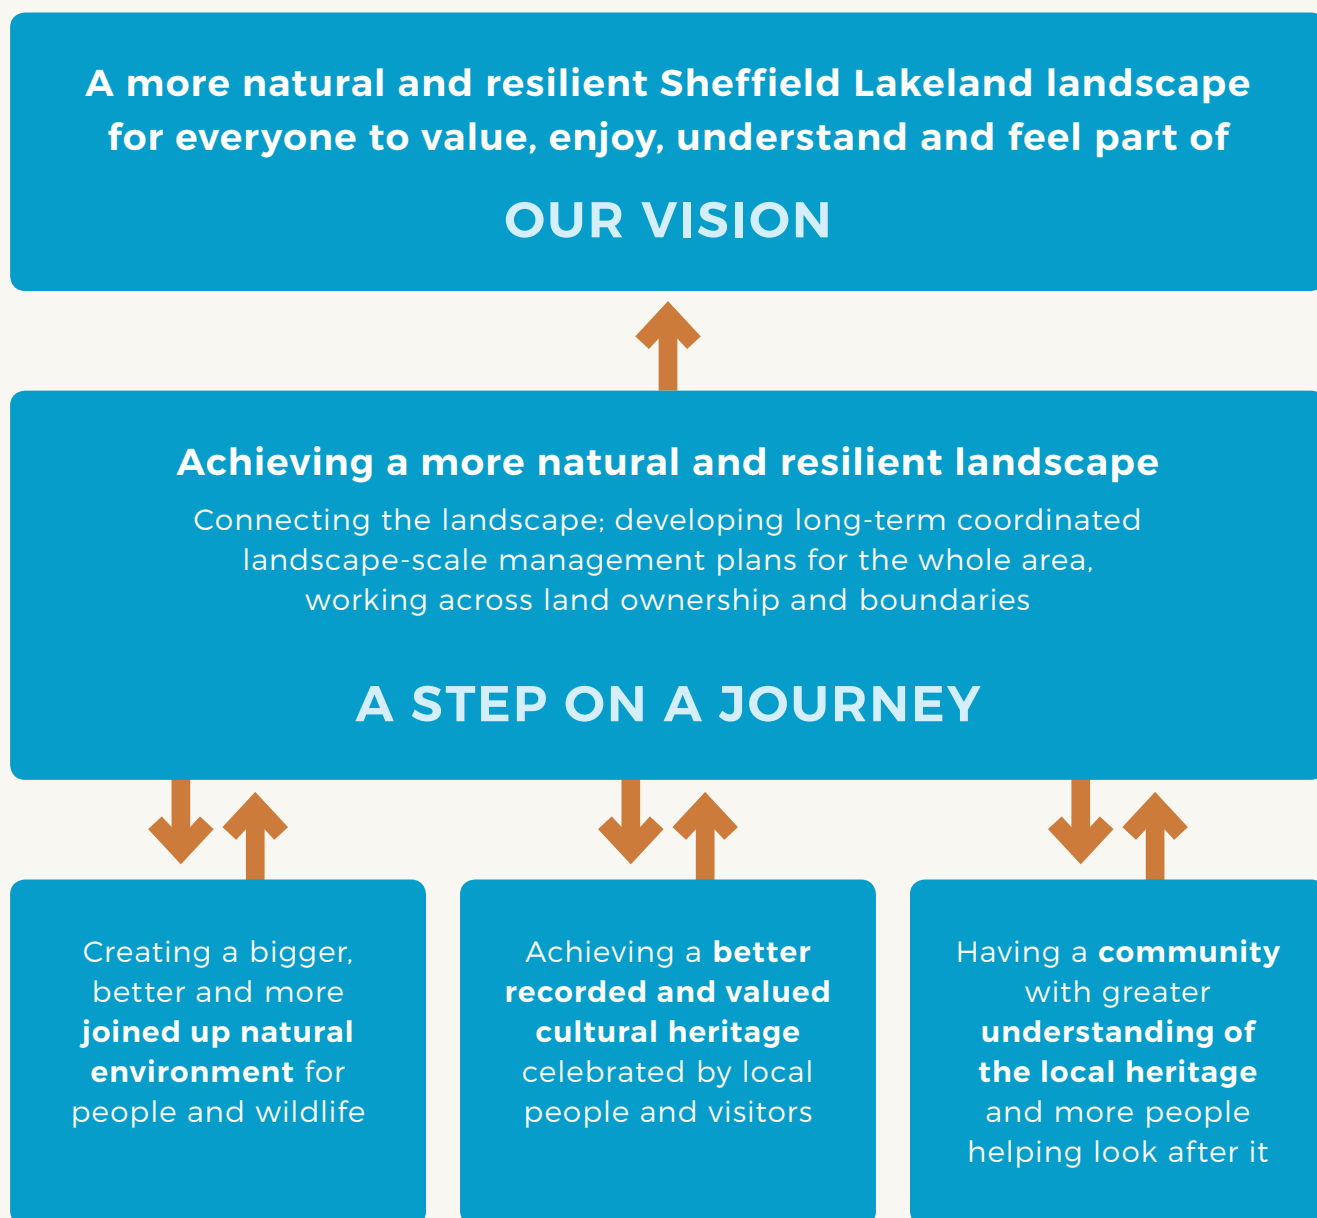 A more natural and resilient Sheffield Lakeland landscape
for everyone to value, enjoy, understand and feel part of
OUR VISION
Achieving a more natural and resilient landscape
Connecting the landscape; developing long-term coordinated
landscape-scale management plans for the whole area,
working across land ownership and boundaries
A STEP ON A JOURNEY
Creating a bigger,
better and more
joined up natural
environment for
people and wildlife
Achieving a better
recorded and valued
cultural heritage
celebrated by local
people and visitors
Having a community
with greater
understanding of
the local heritage
and more people
helping look after it